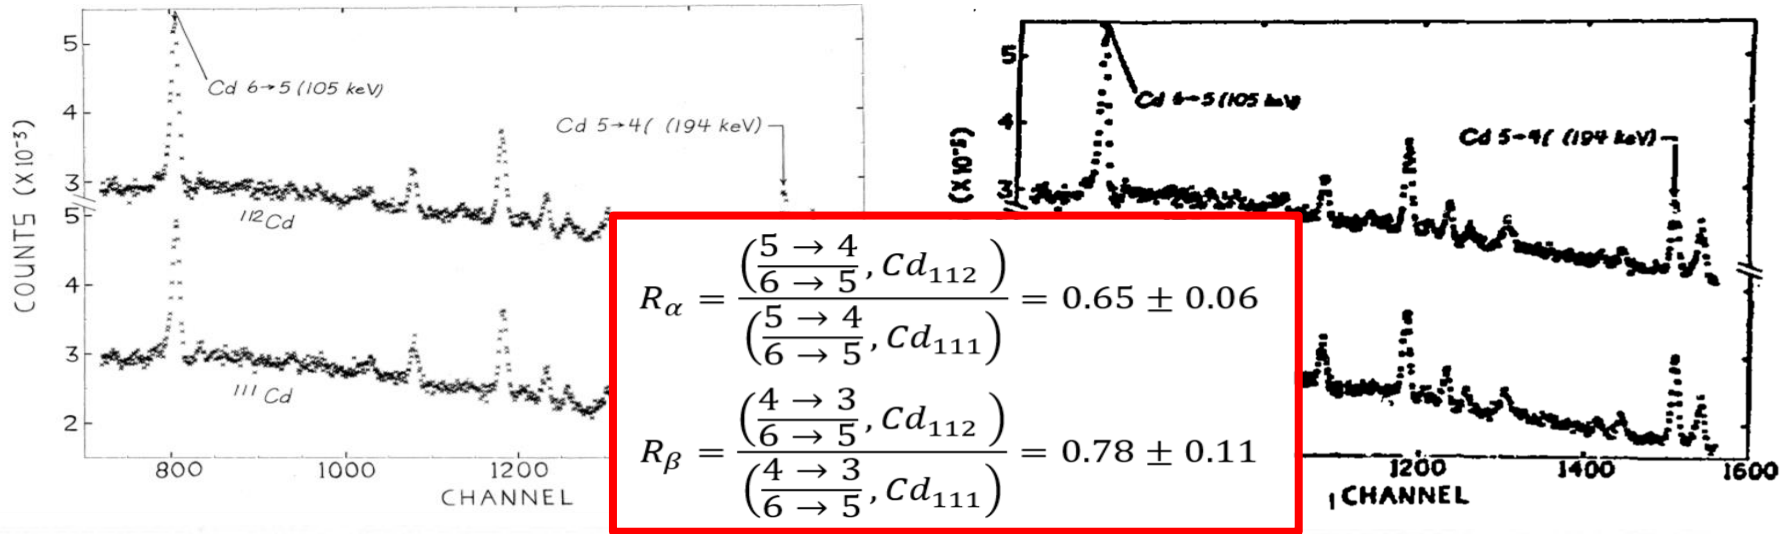 5
Cd 6→5 (105 keV)
4
Cd 5→4( (194 keV)
3
¹¹²Cd
5
4
3
¹¹¹Cd
2
COUNTS (X10⁻³)
800 1000 1200
CHANNEL
5
Cd 6→5 (105 keV)
4
Cd 5→4( (194 keV)
3
(X10⁻³)
1200 1400 1600
CHANNEL
R_α = (5 → 4 / 6 → 5, Cd₁₁₂) / (5 → 4 / 6 → 5, Cd₁₁₁) = 0.65 ± 0.06
R_β = (4 → 3 / 6 → 5, Cd₁₁₂) / (4 → 3 / 6 → 5, Cd₁₁₁) = 0.78 ± 0.11